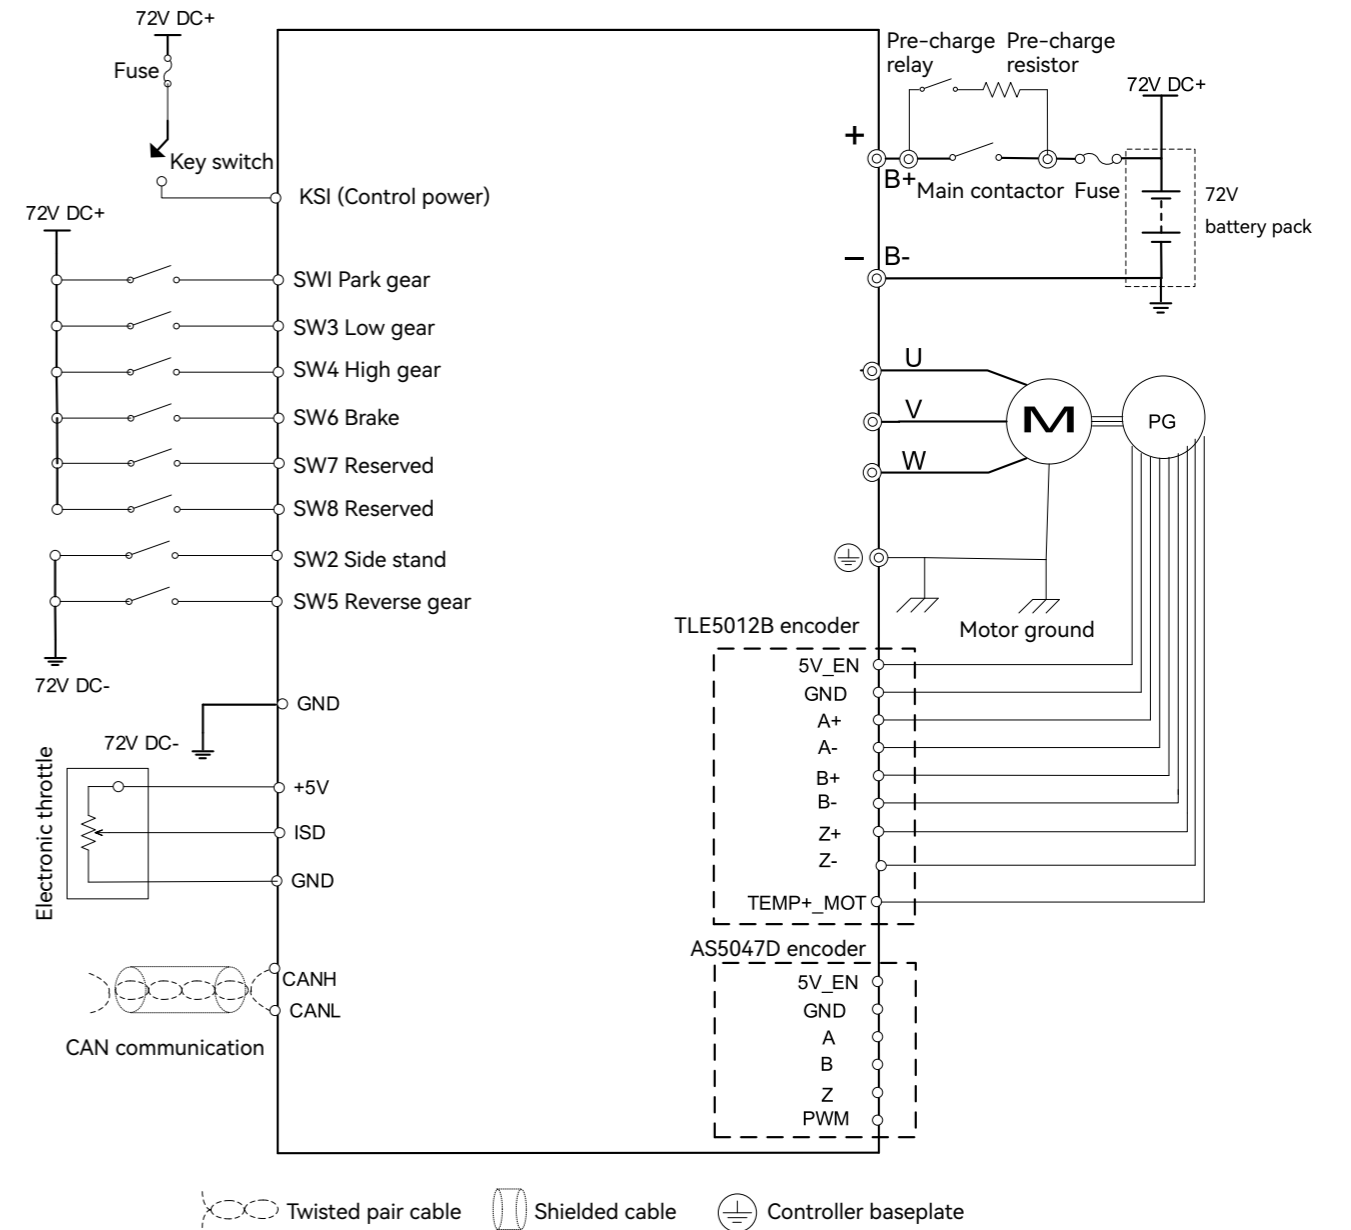 72V DC+
Fuse
Key switch
KSI (Control power)
72V DC+
SW1 Park gear
SW3 Low gear
SW4 High gear
SW6 Brake
SW7 Reserved
SW8 Reserved
SW2 Side stand
SW5 Reverse gear
72V DC-
GND
72V DC-
Electronic throttle
+5V
ISD
GND
CANH
CANL
CAN communication
Pre-charge relay
Pre-charge resistor
72V DC+
+
B+
Main contactor
Fuse
72V
battery pack
−
B-
U
V
W
M
PG
Motor ground
TLE5012B encoder
5V_EN
GND
A+
A-
B+
B-
Z+
Z-
TEMP+_MOT
AS5047D encoder
5V_EN
GND
A
B
Z
PWM
Twisted pair cable
Shielded cable
Controller baseplate